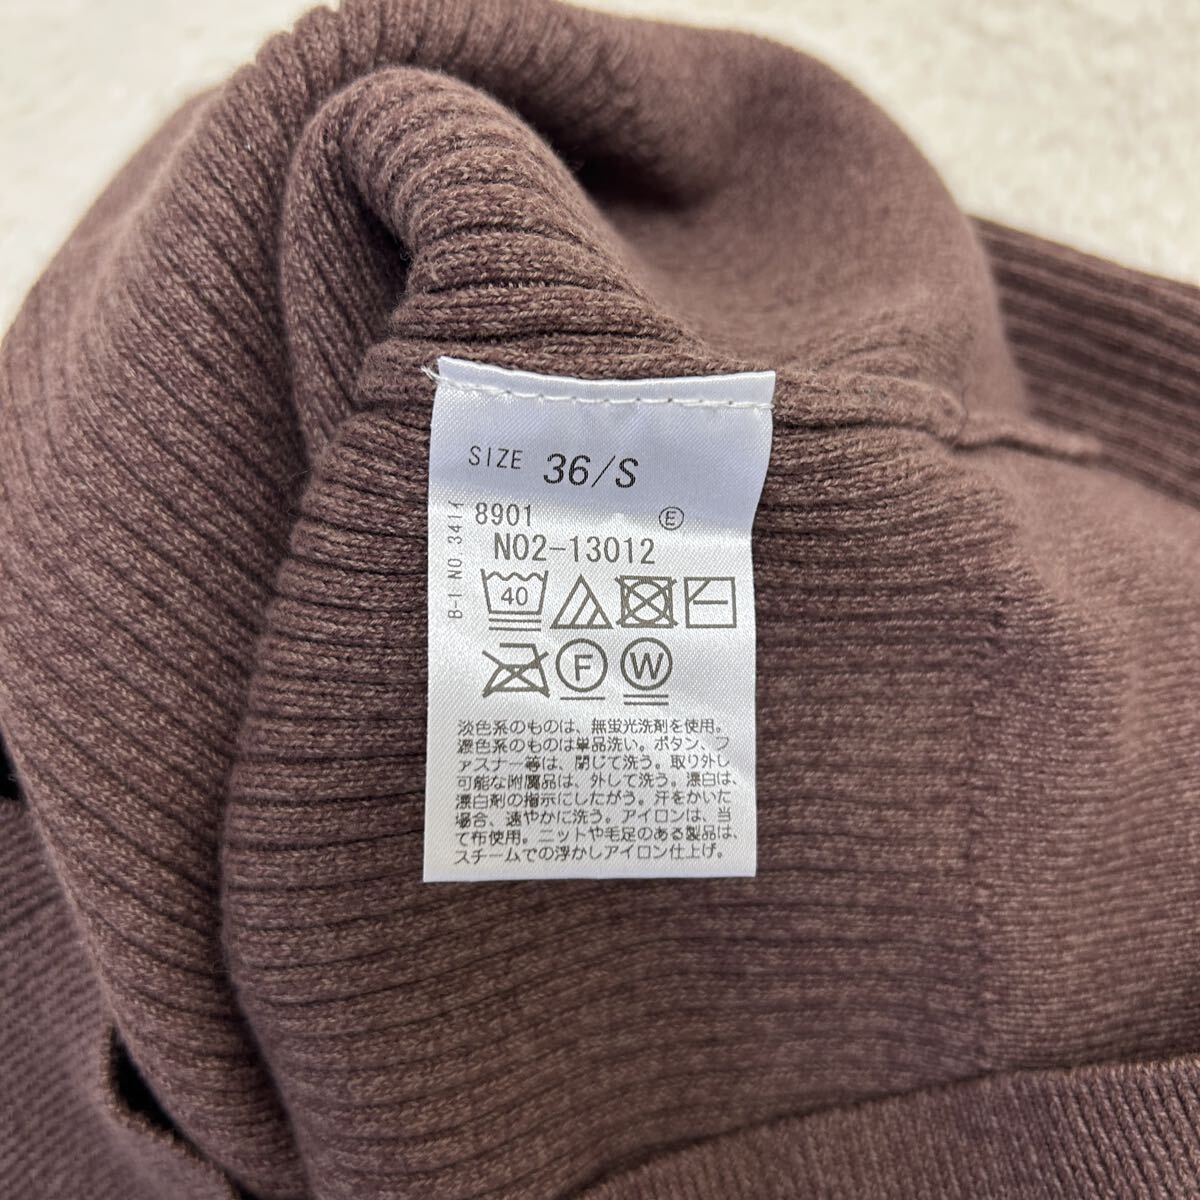 SIZE 36/S
8901 Ⓔ
N02-13012
B-1 NO.3414
40
F W
淡色系のものは、無蛍光洗剤を使用。
濃色系のものは単品洗い。ボタン、フ
ァスナー等は、閉じて洗う。取り外し
可能な附属品は、外して洗う。漂白は、
漂白剤の指示にしたがう。汗をかいた
場合、速やかに洗う。アイロンは、当
て布使用。ニットや毛足のある製品は、
スチームでの浮かしアイロン仕上げ。